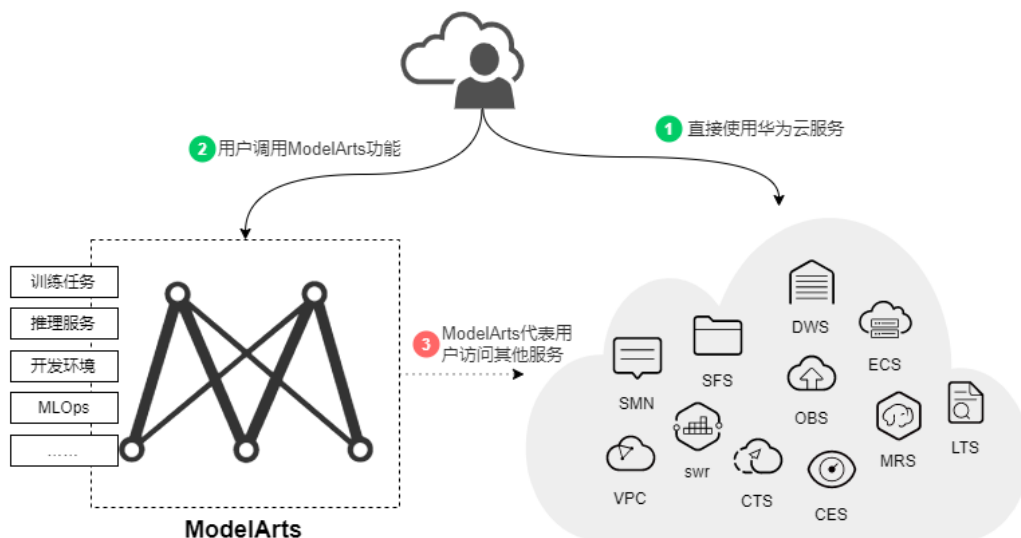 1 直接使用华为云服务
2 用户调用ModelArts功能
训练任务
推理服务
开发环境
MLOps
……
ModelArts
3 ModelArts代表用
户访问其他服务
DWS
ECS
SFS
SMN
OBS
LTS
MRS
swr
VPC
CTS
CES